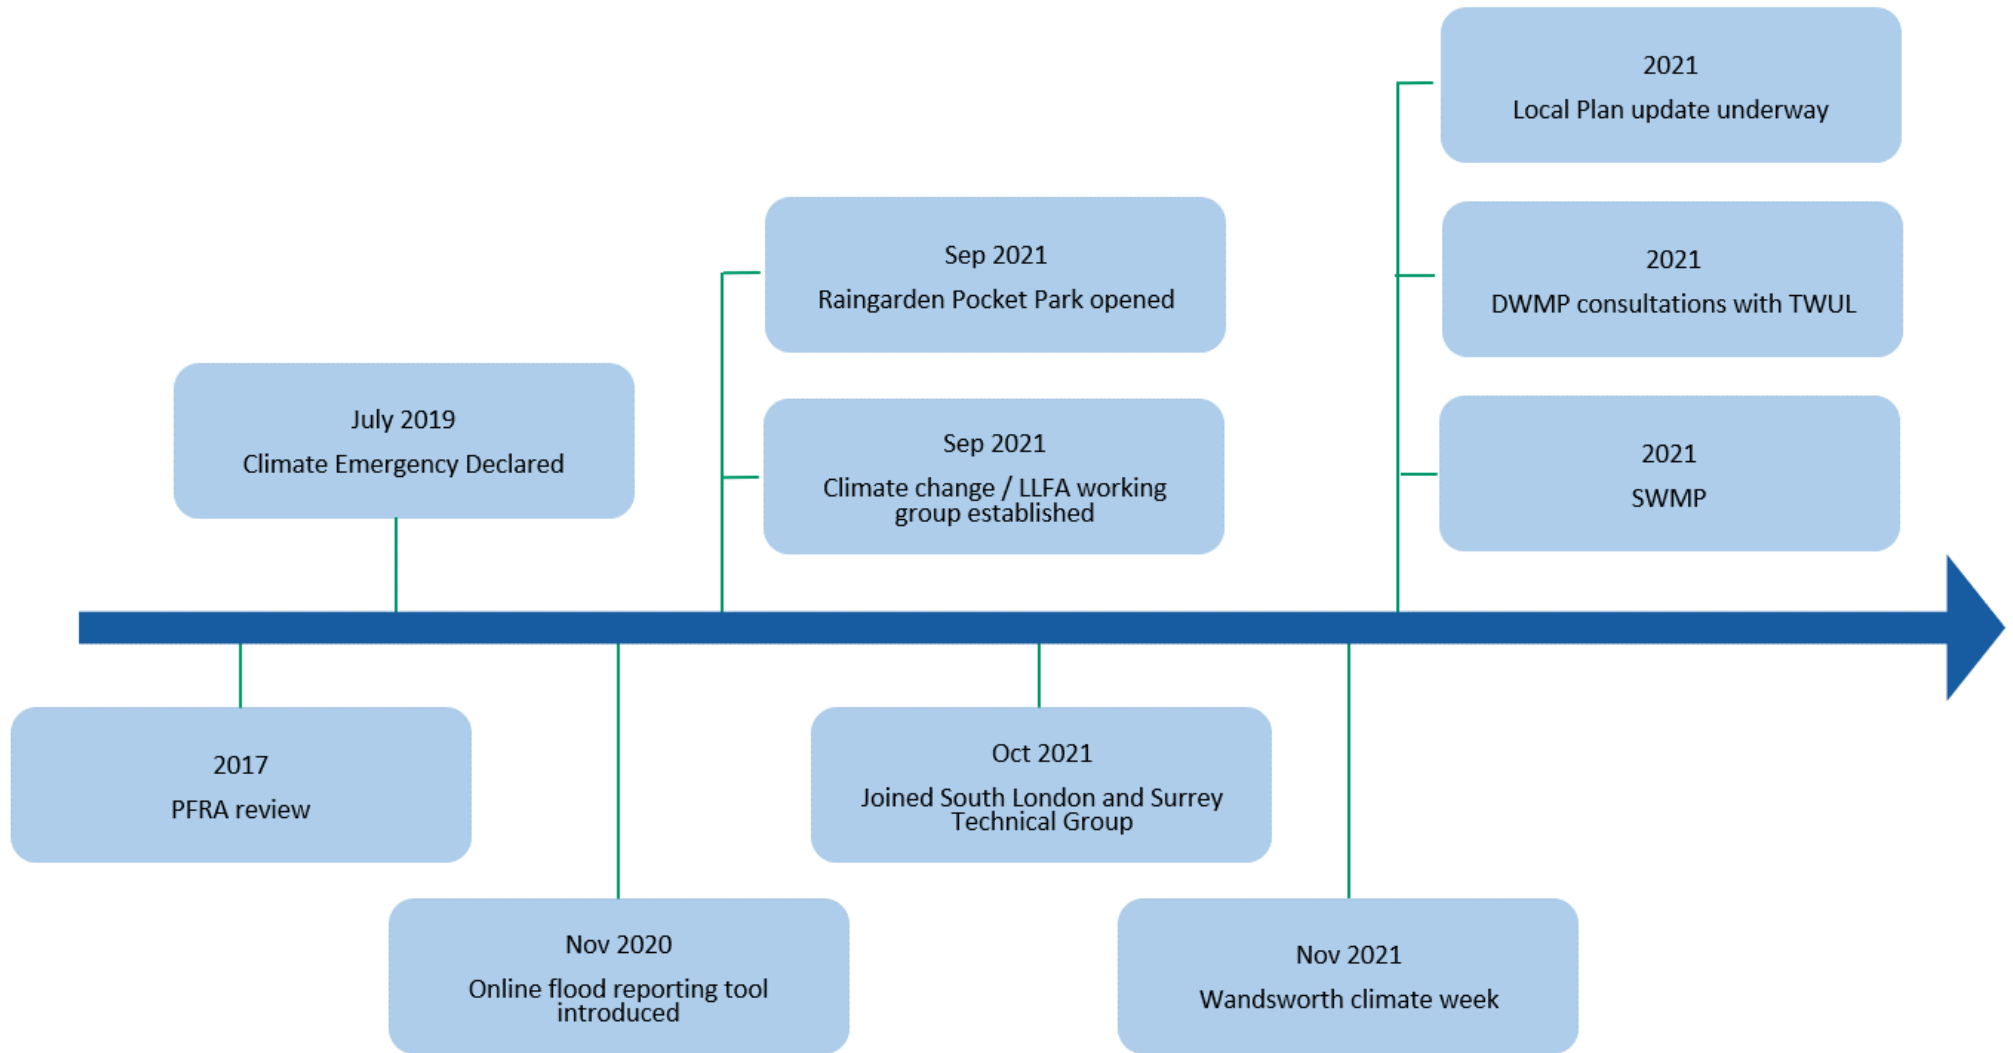 2021
Local Plan update underway
Sep 2021
Raingarden Pocket Park opened
2021
DWMP consultations with TWUL
July 2019
Climate Emergency Declared
Sep 2021
Climate change / LLFA working
group established
2021
SWMP
2017
PFRA review
Oct 2021
Joined South London and Surrey
Technical Group
Nov 2020
Online flood reporting tool
introduced
Nov 2021
Wandsworth climate week